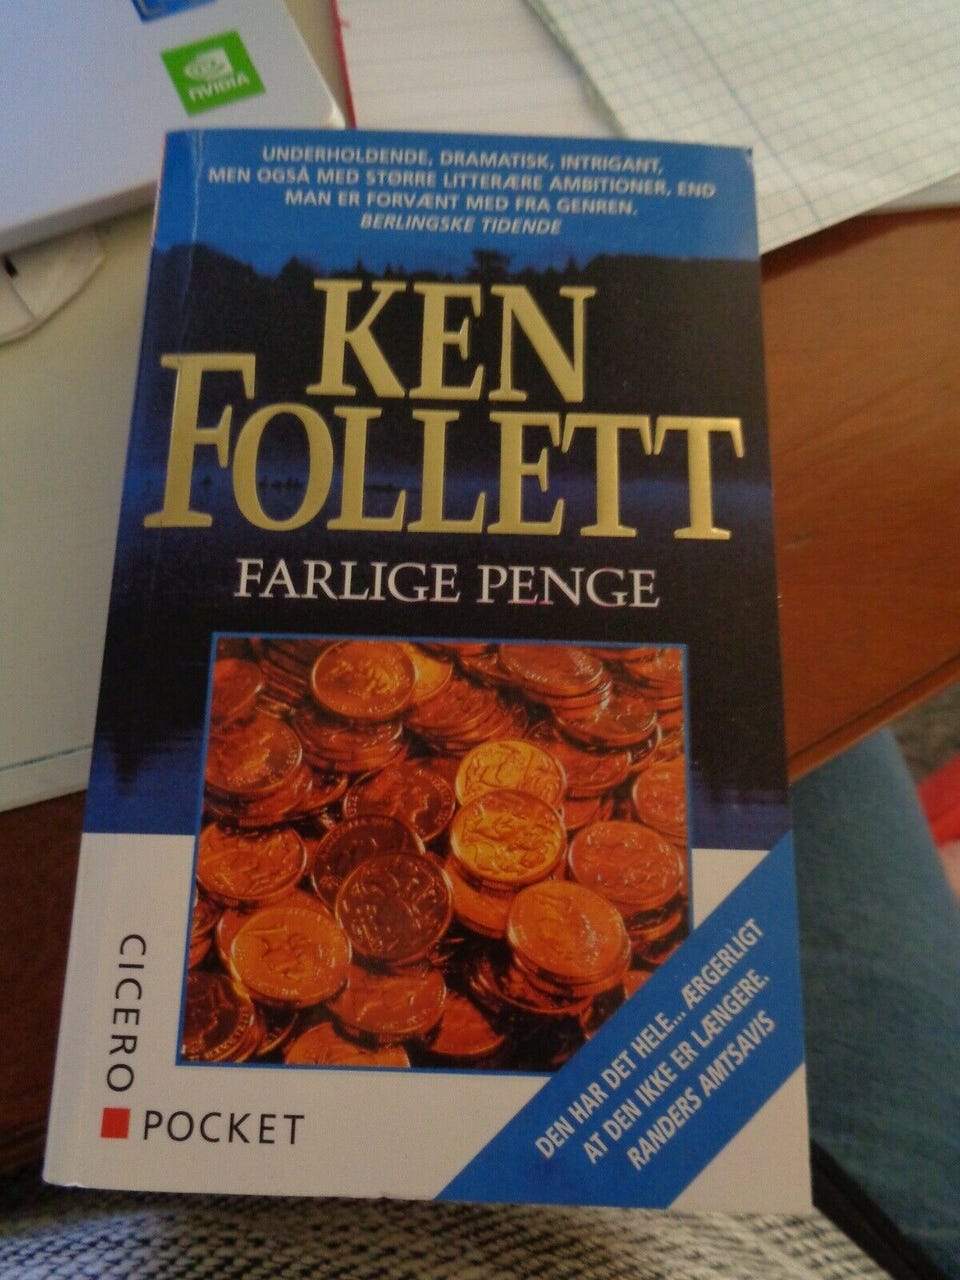 NVIDIA
UNDERHOLDENDE, DRAMATISK, INTRIGANT,
MEN OGSÅ MED STØRRE LITTERÆRE AMBITIONER, END
MAN ER FORVÆNT MED FRA GENREN.
BERLINGSKE TIDENDE
KEN
FOLLETT
FARLIGE PENGE
CICERO
POCKET
DEN HAR DET HELE... ÆRGERLIGT
AT DEN IKKE ER LÆNGERE.
RANDERS AMTSAVIS